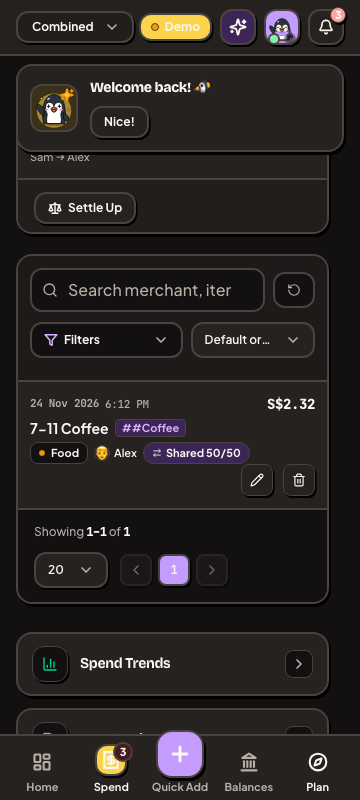 Combined
Demo
3
Welcome back! 🐧
Nice!
Sam → Alex
Settle Up
Search merchant, iter
Filters
Default or...
24 Nov 2026 6:12 PM
S$2.32
7-11 Coffee
##Coffee
Food
Alex
Shared 50/50
Showing 1–1 of 1
20
1
Spend Trends
3
Home
Spend
Quick Add
Balances
Plan